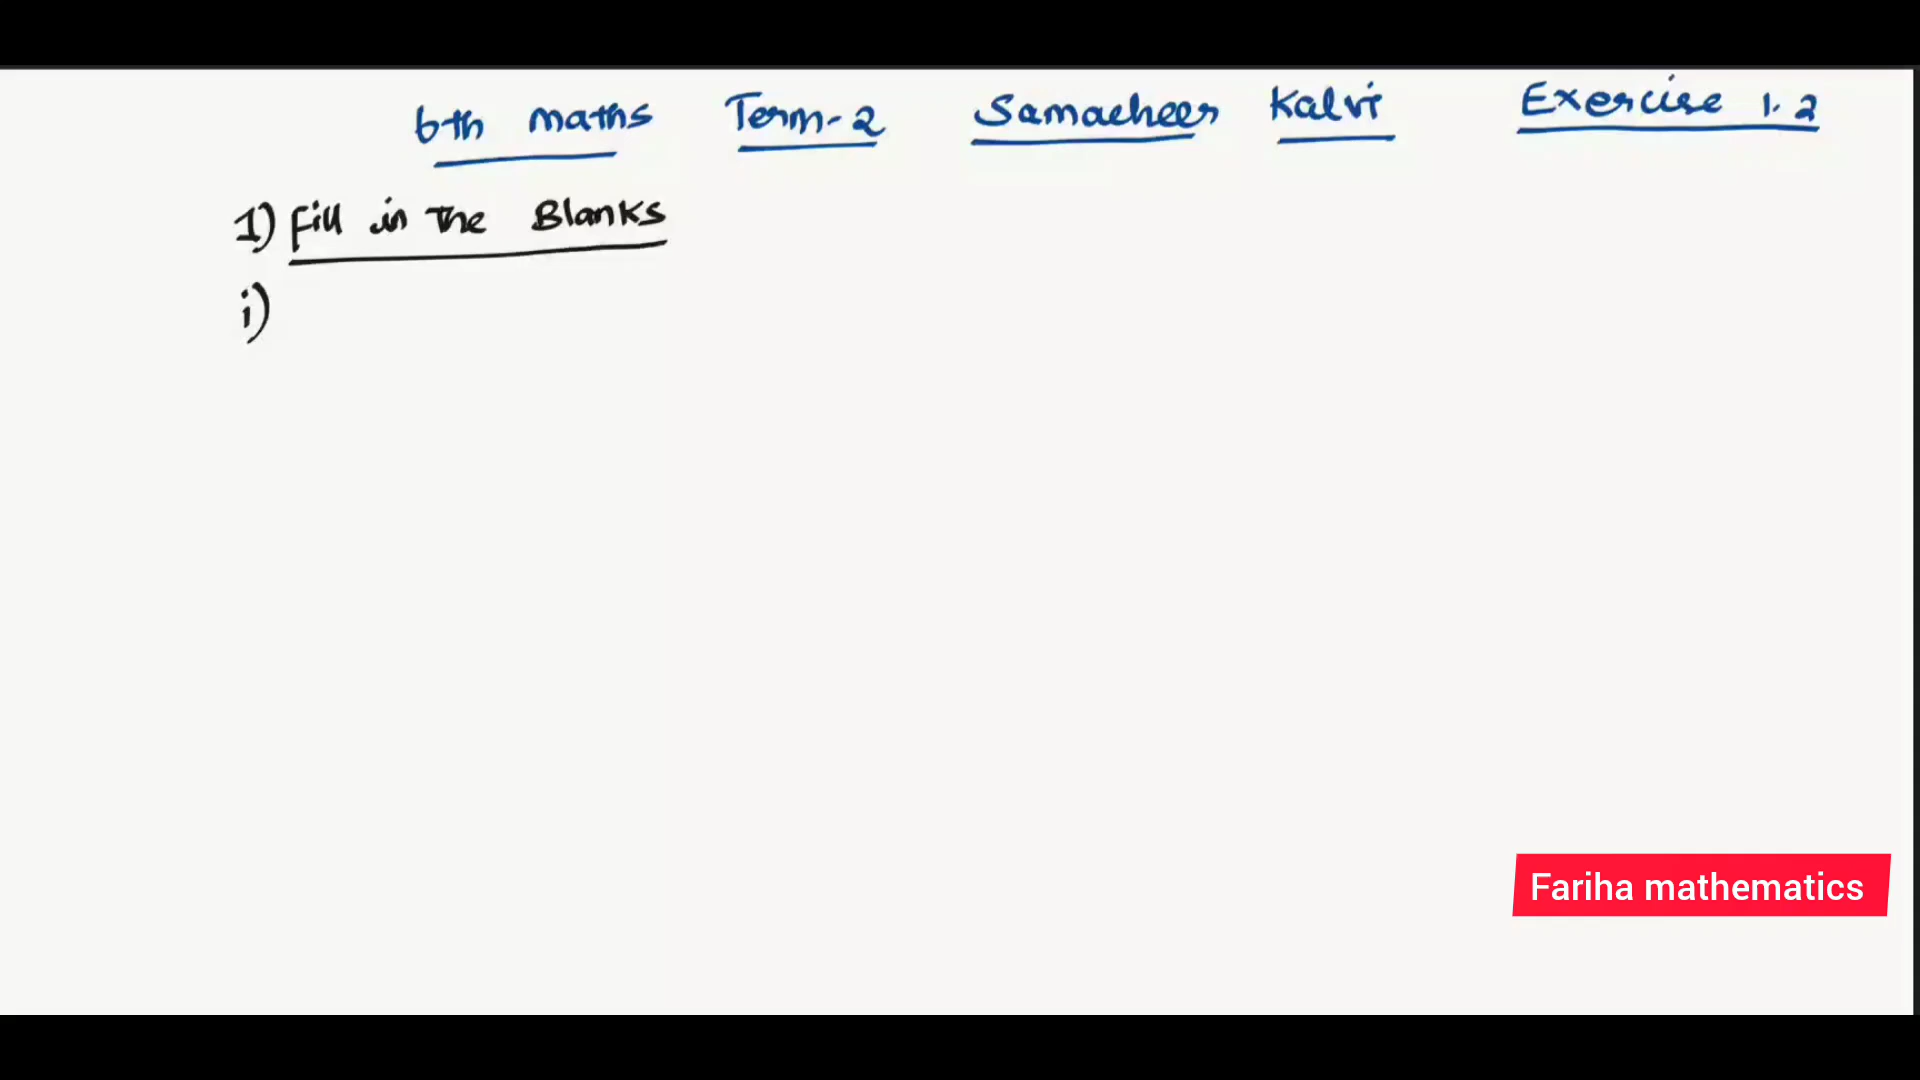 6th maths Term-2 Samacheer Kalvi Exercise 1.2
1) Fill in the Blanks
i)
Fariha mathematics